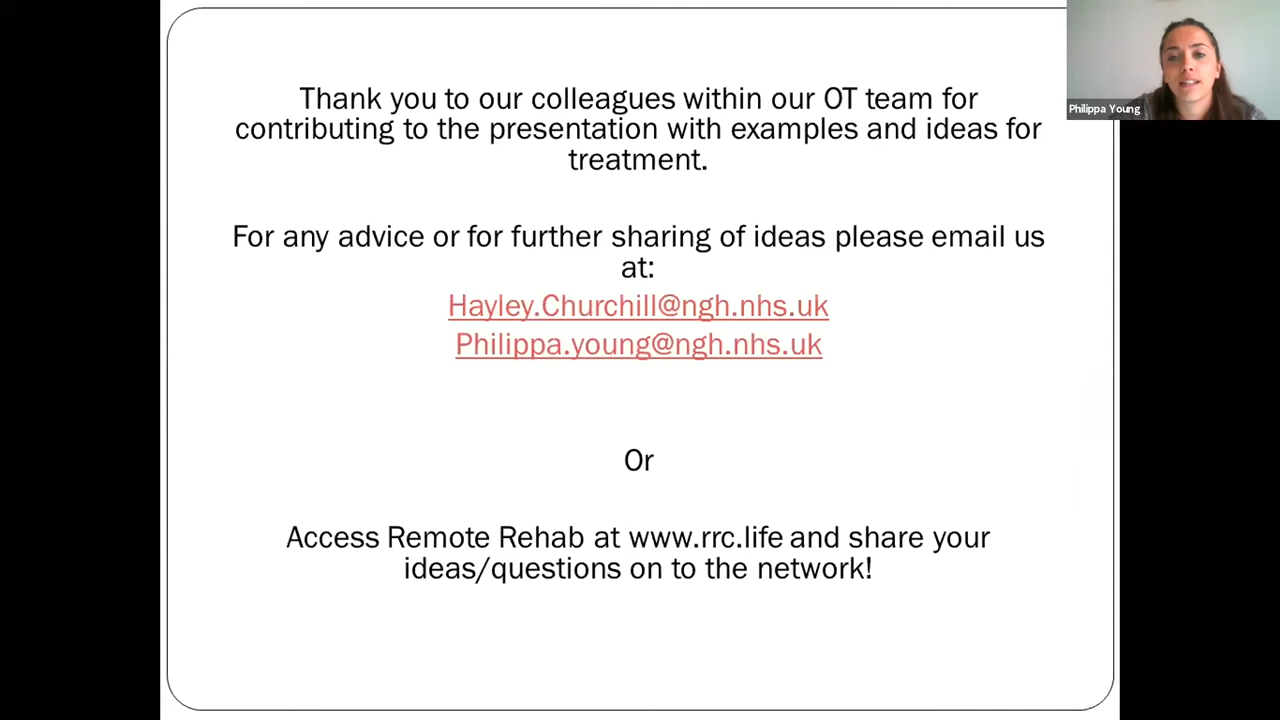 Thank you to our colleagues within our OT team for
contributing to the presentation with examples and ideas for
treatment.
For any advice or for further sharing of ideas please email us
at:
Hayley.Churchill@ngh.nhs.uk
Philippa.young@ngh.nhs.uk
Or
Access Remote Rehab at www.rrc.life and share your
ideas/questions on to the network!
Philippa Young